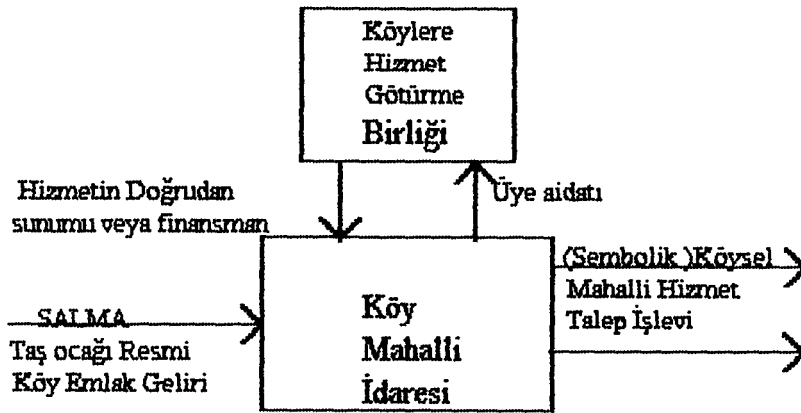 Köylere
Hizmet
Götürme
Birliği
Hizmetin Doğrudan
sunumu veya finansman
Üye aidatı
SALMA
Taş ocağı Resmi
Köy Emlak Geliri
Köy
Mahalli
İdaresi
(Sembolik )Köysel
Mahalli Hizmet
Talep İşlevi